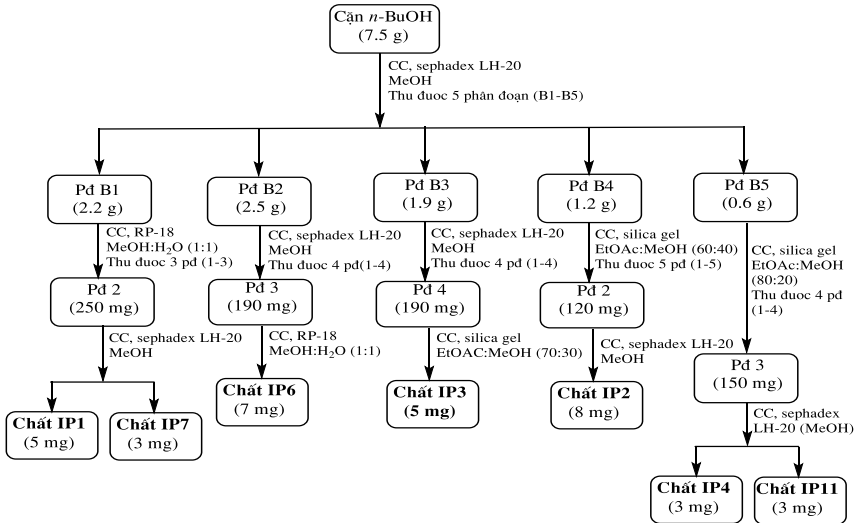 Cặn n-BuOH
(7.5 g)
CC, sephadex LH-20
MeOH
Thu đuoc 5 phân đoạn (B1-B5)
Pđ B1
(2.2 g)
Pđ B2
(2.5 g)
Pđ B3
(1.9 g)
Pđ B4
(1.2 g)
Pđ B5
(0.6 g)
CC, RP-18
MeOH:H2O (1:1)
Thu đuoc 3 pđ (1-3)
CC, sephadex LH-20
MeOH
Thu đuoc 4 pđ(1-4)
CC, sephadex LH-20
MeOH
Thu đuoc 4 pđ (1-4)
CC, silica gel
EtOAc:MeOH (60:40)
Thu đuoc 5 pđ (1-5)
CC, silica gel
EtOAc:MeOH
(80:20)
Thu đuoc 4 pđ
(1-4)
Pđ 2
(250 mg)
Pđ 3
(190 mg)
Pđ 4
(190 mg)
Pđ 2
(120 mg)
CC, sephadex LH-20
MeOH
CC, RP-18
MeOH:H2O (1:1)
CC, silica gel
EtOAC:MeOH (70:30)
CC, sephadex LH-20
MeOH
Pđ 3
(150 mg)
Chất IP6
(7 mg)
Chất IP3
(5 mg)
Chất IP2
(8 mg)
Chất IP1
(5 mg)
Chất IP7
(3 mg)
CC, sephadex
LH-20 (MeOH)
Chất IP4
(3 mg)
Chất IP11
(3 mg)